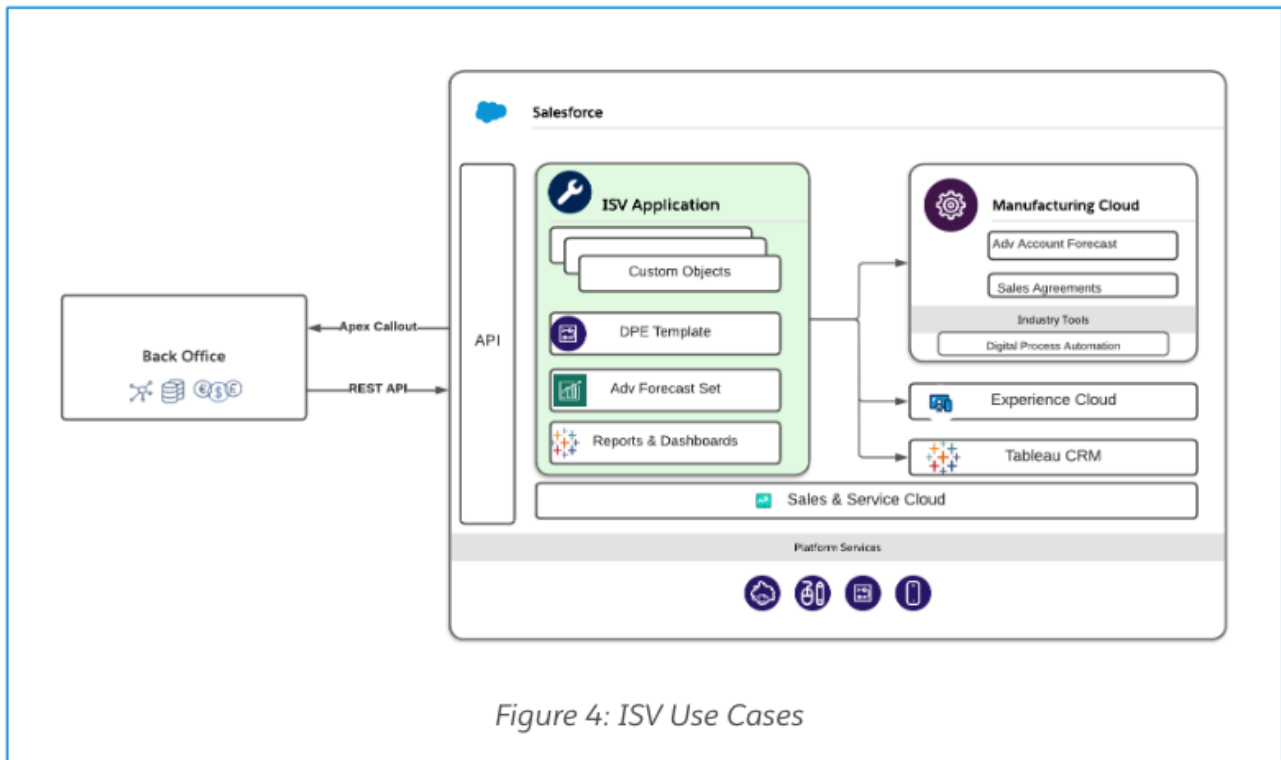 Salesforce
ISV Application
Custom Objects
DPE Template
Adv Forecast Set
Reports & Dashboards
API
Apex Callout
REST API
Back Office
Manufacturing Cloud
Adv Account Forecast
Sales Agreements
Industry Tools
Digital Process Automation
Experience Cloud
Tableau CRM
Sales & Service Cloud
Platform Services
Figure 4: ISV Use Cases